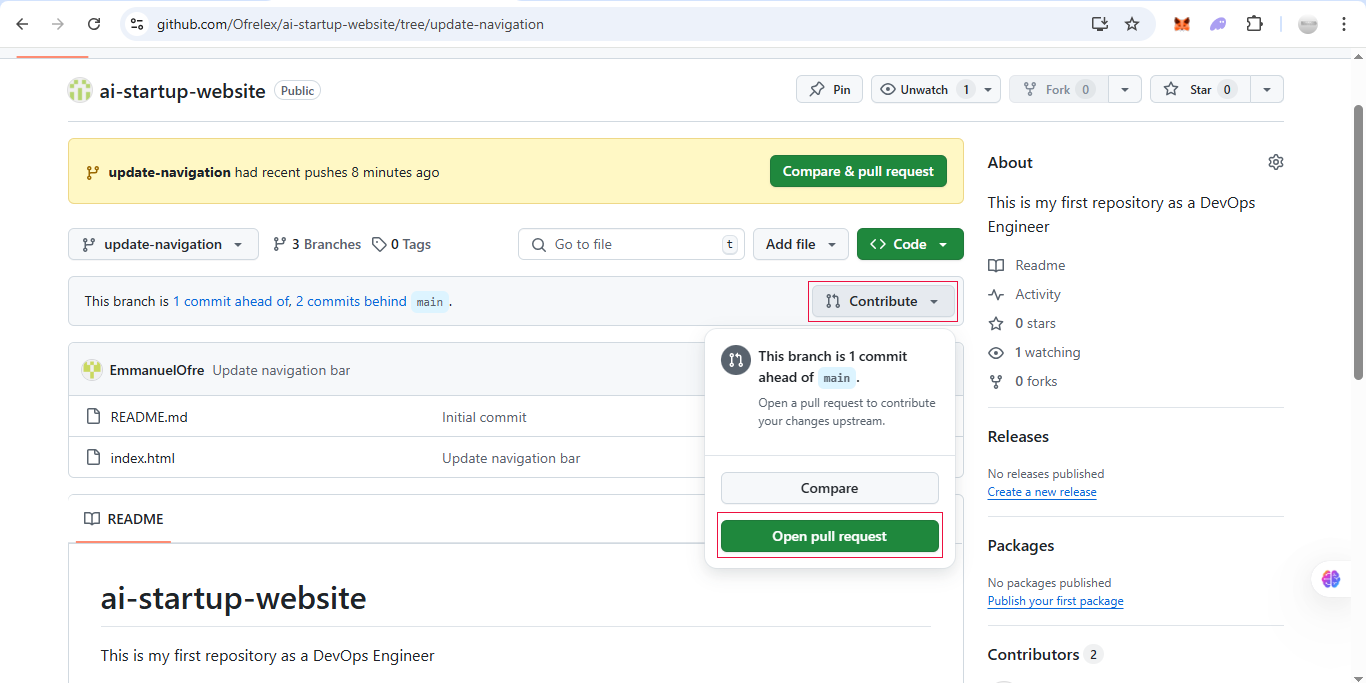 github.com/Ofrelex/ai-startup-website/tree/update-navigation
ai-startup-website Public
Pin
Unwatch 1
Fork 0
Star 0
update-navigation had recent pushes 8 minutes ago
Compare & pull request
update-navigation
3 Branches
0 Tags
Go to file t
Add file
Code
This branch is 1 commit ahead of, 2 commits behind main .
Contribute
This branch is 1 commit
ahead of main .
Open a pull request to contribute
your changes upstream.
Compare
Open pull request
EmmanuelOfre Update navigation bar
README.md Initial commit
index.html Update navigation bar
README
ai-startup-website
This is my first repository as a DevOps Engineer
About
This is my first repository as a DevOps
Engineer
Readme
Activity
0 stars
1 watching
0 forks
Releases
No releases published
Create a new release
Packages
No packages published
Publish your first package
Contributors 2